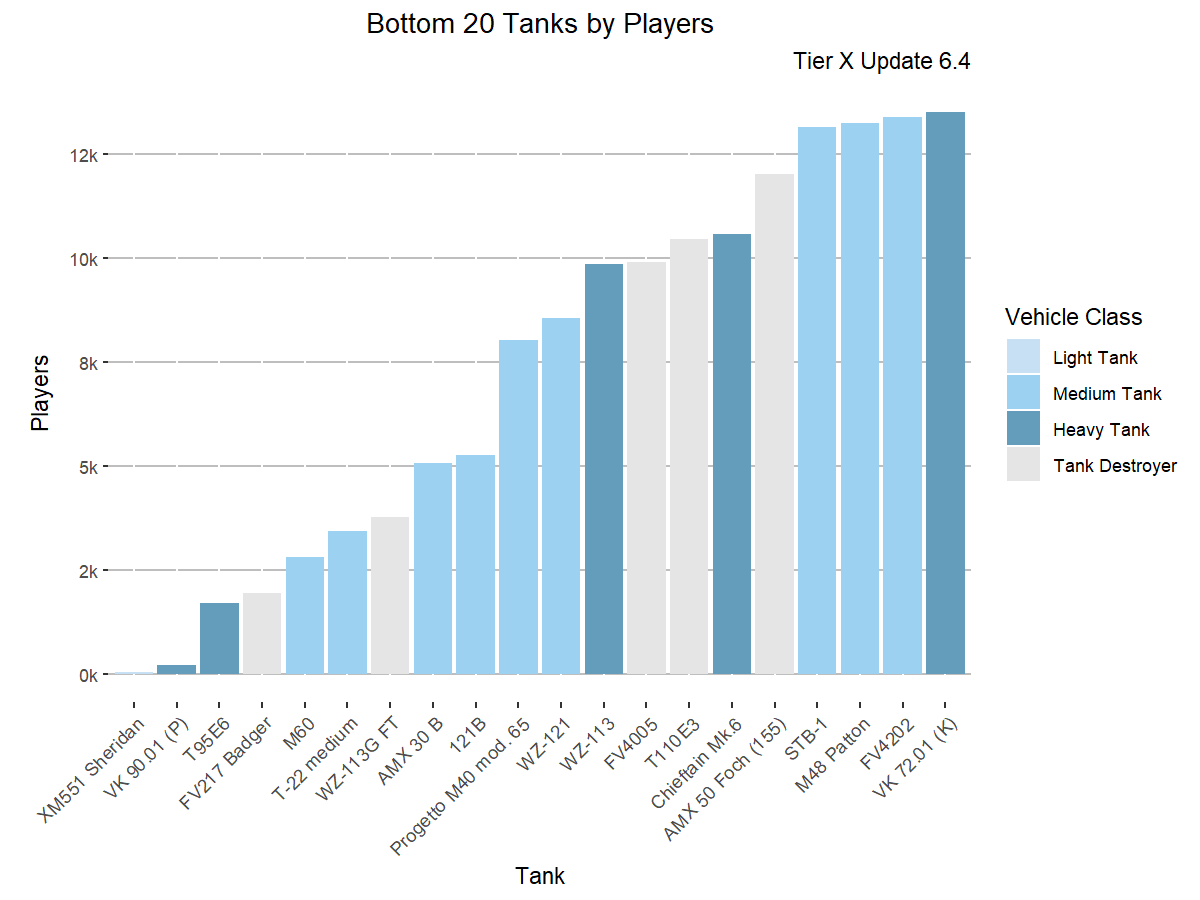 Bottom 20 Tanks by Players
Tier X Update 6.4
Players
12k
10k
8k
5k
2k
0k
XM551 Sheridan
VK 90.01 (P)
T95E6
FV217 Badger
M60
T-22 medium
WZ-113G FT
AMX 30 B
121B
Progetto M40 mod. 65
WZ-121
WZ-113
FV4005
T110E3
Chieftain Mk.6
AMX 50 Foch (155)
STB-1
M48 Patton
FV4202
VK 72.01 (K)
Tank
Vehicle Class
Light Tank
Medium Tank
Heavy Tank
Tank Destroyer